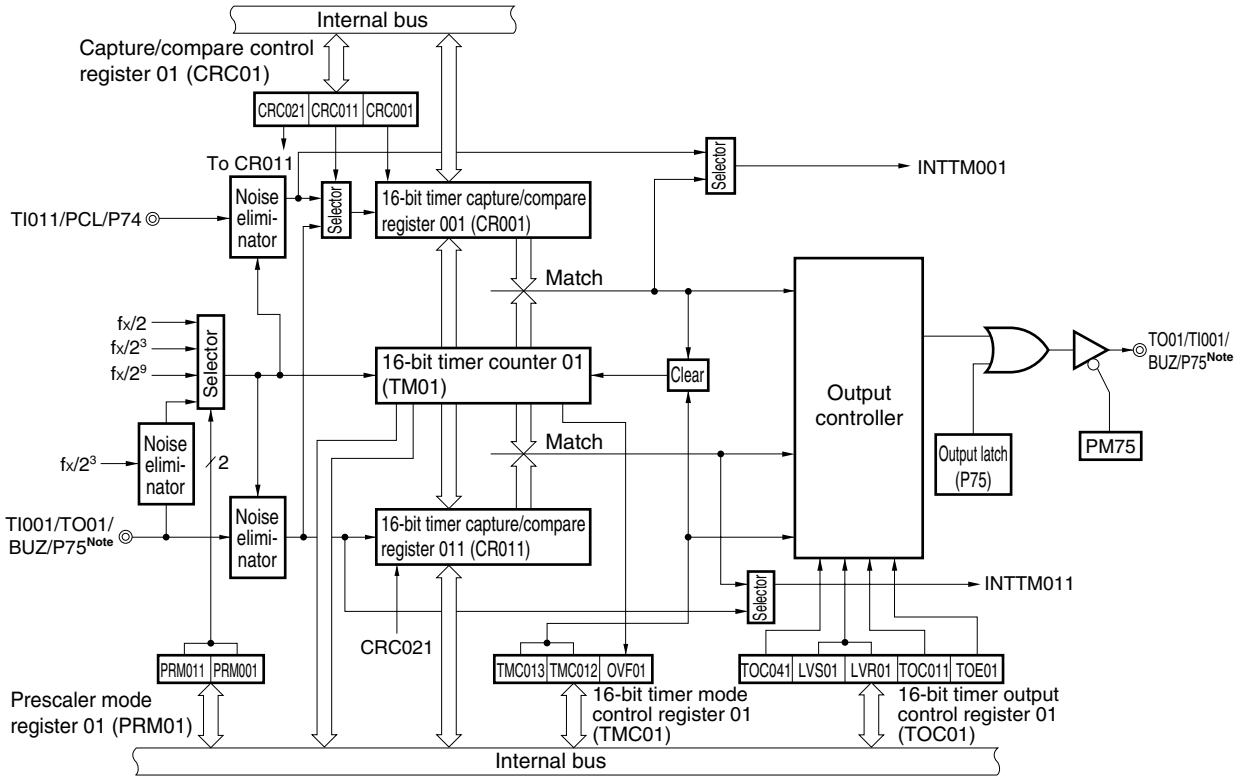 Internal bus
Capture/compare control
register 01 (CRC01)
CRC021 CRC011 CRC001
To CR011
Selector
INTTM001
TI011/PCL/P74
Noise
elimi-
nator
Selector
16-bit timer capture/compare
register 001 (CR001)
Match
fx/2
fx/2³
fx/2⁹
Selector
16-bit timer counter 01
(TM01)
Clear
Output
controller
TO01/TI001/
BUZ/P75Note
fx/2³
Noise
elimi-
nator
2
Match
Output latch
(P75)
PM75
TI001/TO01/
BUZ/P75Note
Noise
elimi-
nator
16-bit timer capture/compare
register 011 (CR011)
Selector
INTTM011
CRC021
PRM011 PRM001
TMC013 TMC012 OVF01
TOC041 LVS01 LVR01 TOC011 TOE01
Prescaler mode
register 01 (PRM01)
16-bit timer mode
control register 01
(TMC01)
16-bit timer output
control register 01
(TOC01)
Internal bus